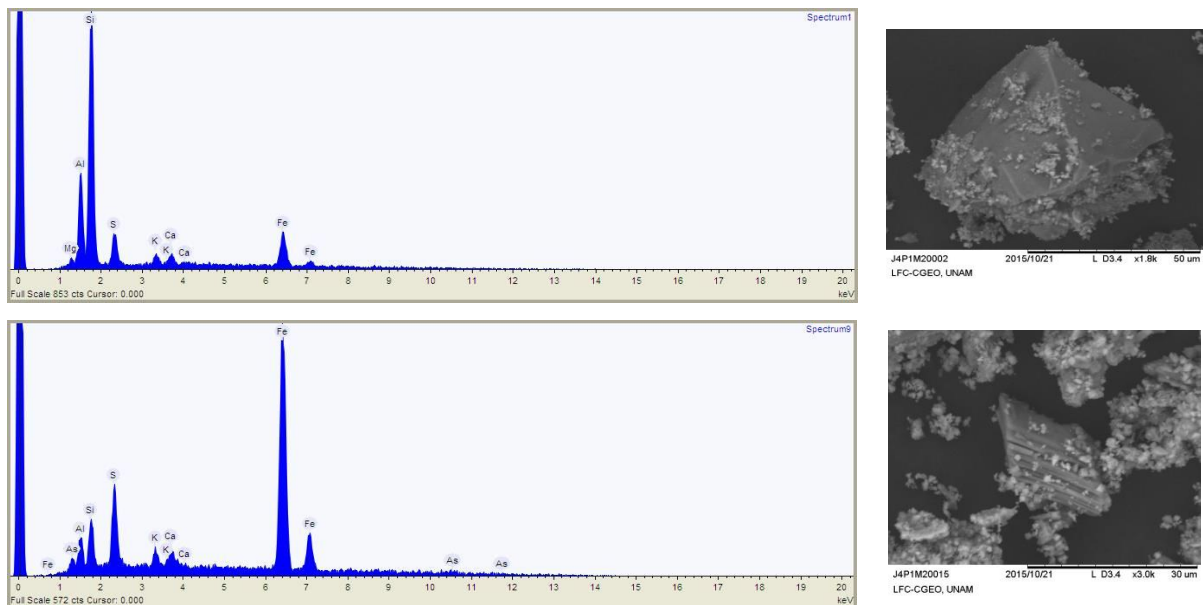 Spectrum1
Si
Al
S
Mg
K
K
Ca
Ca
Fe
Fe
0 1 2 3 4 5 6 7 8 9 10 11 12 13 14 15 16 17 18 19 20
Full Scale 853 cts Cursor: 0.000 keV
J4P1M20002 2015/10/21 L D3.4 x1.8k 50 um
LFC-CGEO, UNAM
Spectrum9
Fe
S
Si
Al
As
Fe
K
K
Ca
Ca
Fe
As
As
0 1 2 3 4 5 6 7 8 9 10 11 12 13 14 15 16 17 18 19 20
Full Scale 572 cts Cursor: 0.000 keV
J4P1M20015 2015/10/21 L D3.4 x3.0k 30 um
LFC-CGEO, UNAM